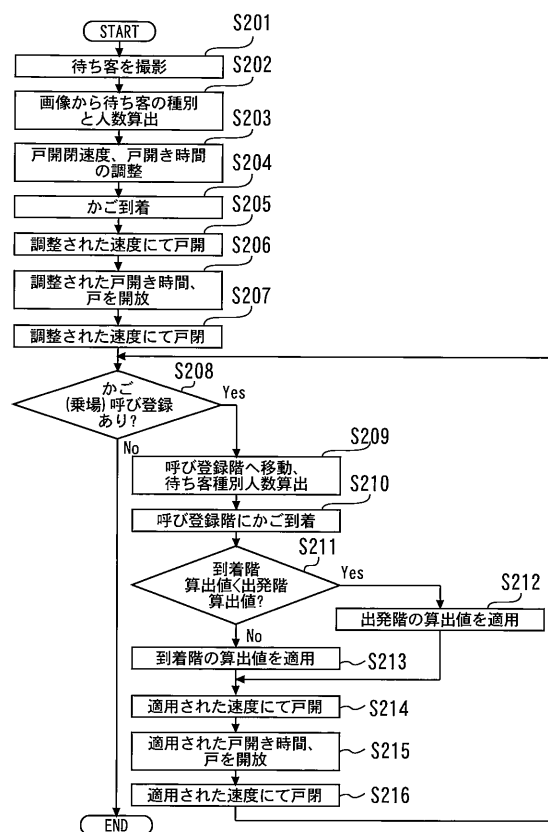 START
S201
待ち客を撮影
S202
画像から待ち客の種別
と人数算出
S203
戸開閉速度、戸開き時間
の調整
S204
かご到着
S205
調整された速度にて戸開
S206
調整された戸開き時間、
戸を開放
S207
調整された速度にて戸閉
S208
かご
(乗場)呼び登録
あり?
Yes
No
S209
呼び登録階へ移動、
待ち客種別人数算出
S210
呼び登録階にかご到着
S211
到着階
算出値<出発階
算出値?
Yes
No
S212
出発階の算出値を適用
到着階の算出値を適用
S213
適用された速度にて戸開
S214
適用された戸開き時間、
戸を開放
S215
適用された速度にて戸閉
S216
END